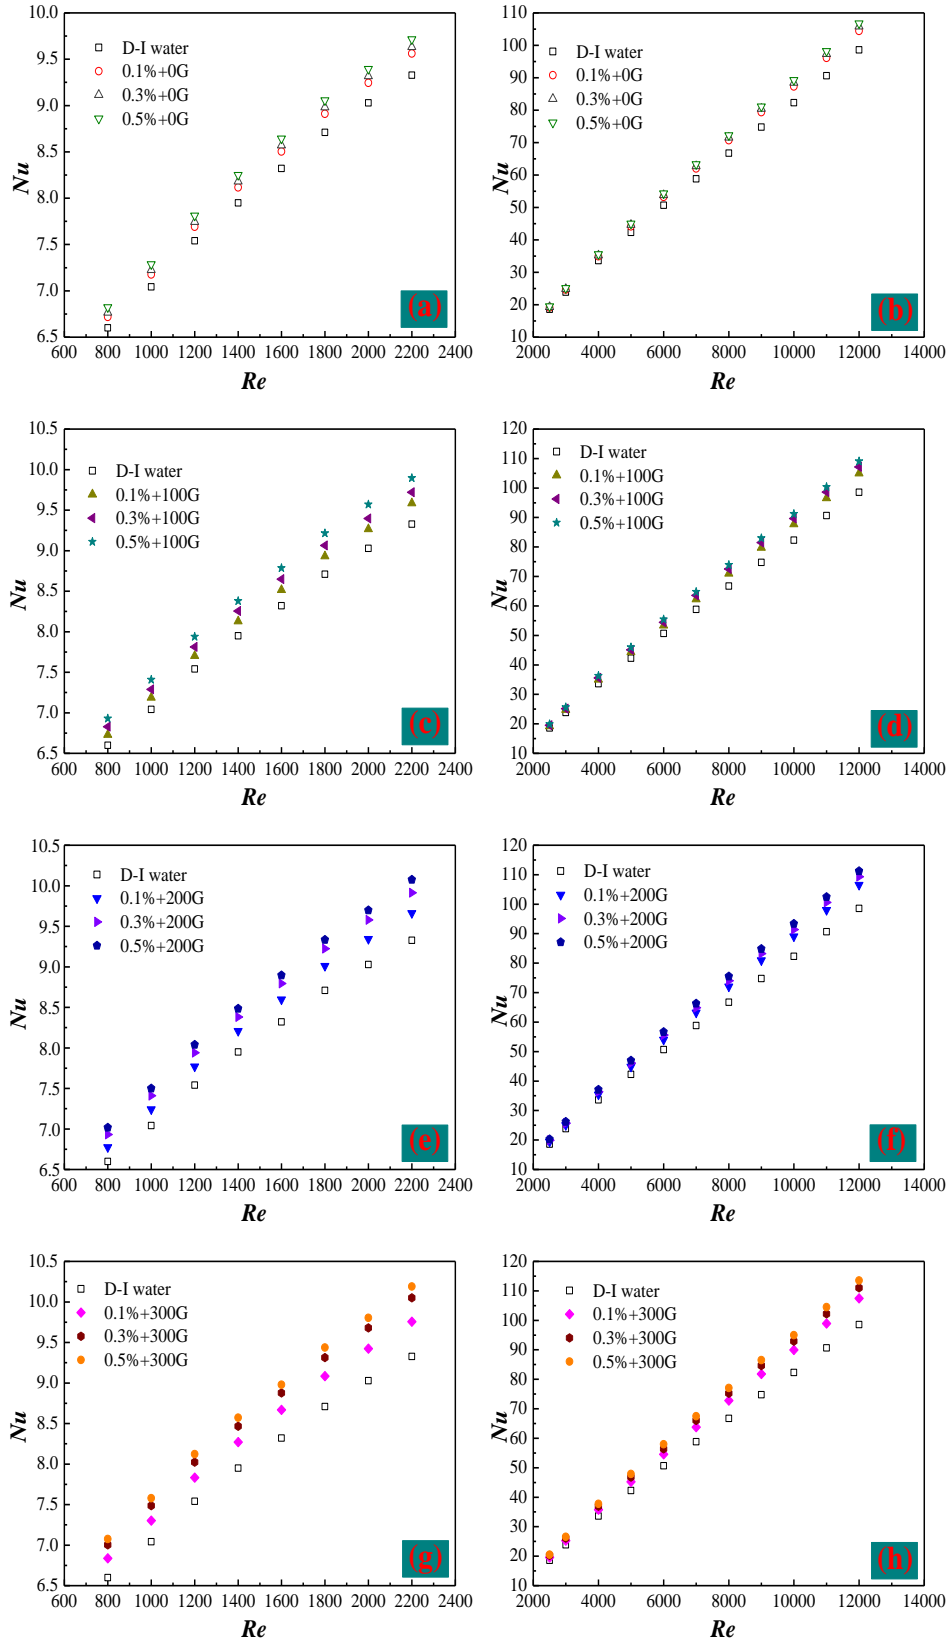 10.0
9.5
9.0
8.5
8.0
7.5
7.0
6.5
Nu
D-I water
0.1%+0G
0.3%+0G
0.5%+0G
(a)
600 800 1000 1200 1400 1600 1800 2000 2200 2400
Re
110
100
90
80
70
60
50
40
30
20
10
Nu
D-I water
0.1%+0G
0.3%+0G
0.5%+0G
(b)
2000 4000 6000 8000 10000 12000 14000
Re
10.5
10.0
9.5
9.0
8.5
8.0
7.5
7.0
6.5
Nu
D-I water
0.1%+100G
0.3%+100G
0.5%+100G
(c)
600 800 1000 1200 1400 1600 1800 2000 2200 2400
Re
120
110
100
90
80
70
60
50
40
30
20
10
Nu
D-I water
0.1%+100G
0.3%+100G
0.5%+100G
(d)
2000 4000 6000 8000 10000 12000 14000
Re
10.5
10.0
9.5
9.0
8.5
8.0
7.5
7.0
6.5
Nu
D-I water
0.1%+200G
0.3%+200G
0.5%+200G
(e)
600 800 1000 1200 1400 1600 1800 2000 2200 2400
Re
120
110
100
90
80
70
60
50
40
30
20
10
Nu
D-I water
0.1%+200G
0.3%+200G
0.5%+200G
(f)
2000 4000 6000 8000 10000 12000 14000
Re
10.5
10.0
9.5
9.0
8.5
8.0
7.5
7.0
6.5
Nu
D-I water
0.1%+300G
0.3%+300G
0.5%+300G
(g)
600 800 1000 1200 1400 1600 1800 2000 2200 2400
Re
120
110
100
90
80
70
60
50
40
30
20
10
Nu
D-I water
0.1%+300G
0.3%+300G
0.5%+300G
(h)
2000 4000 6000 8000 10000 12000 14000
Re